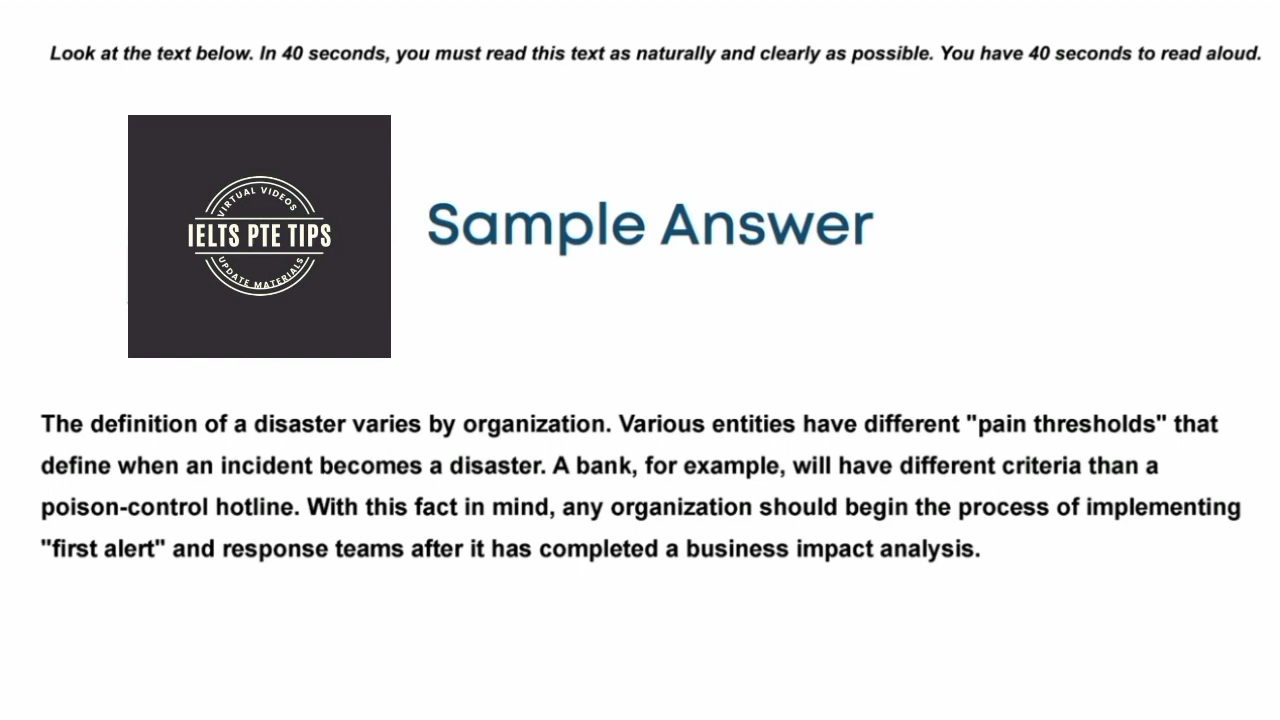 Look at the text below. In 40 seconds, you must read this text as naturally and clearly as possible. You have 40 seconds to read aloud.
VIRTUAL VIDEOS
IELTS PTE TIPS
UPDATE MATERIALS
Sample Answer
The definition of a disaster varies by organization. Various entities have different "pain thresholds" that
define when an incident becomes a disaster. A bank, for example, will have different criteria than a
poison-control hotline. With this fact in mind, any organization should begin the process of implementing
"first alert" and response teams after it has completed a business impact analysis.